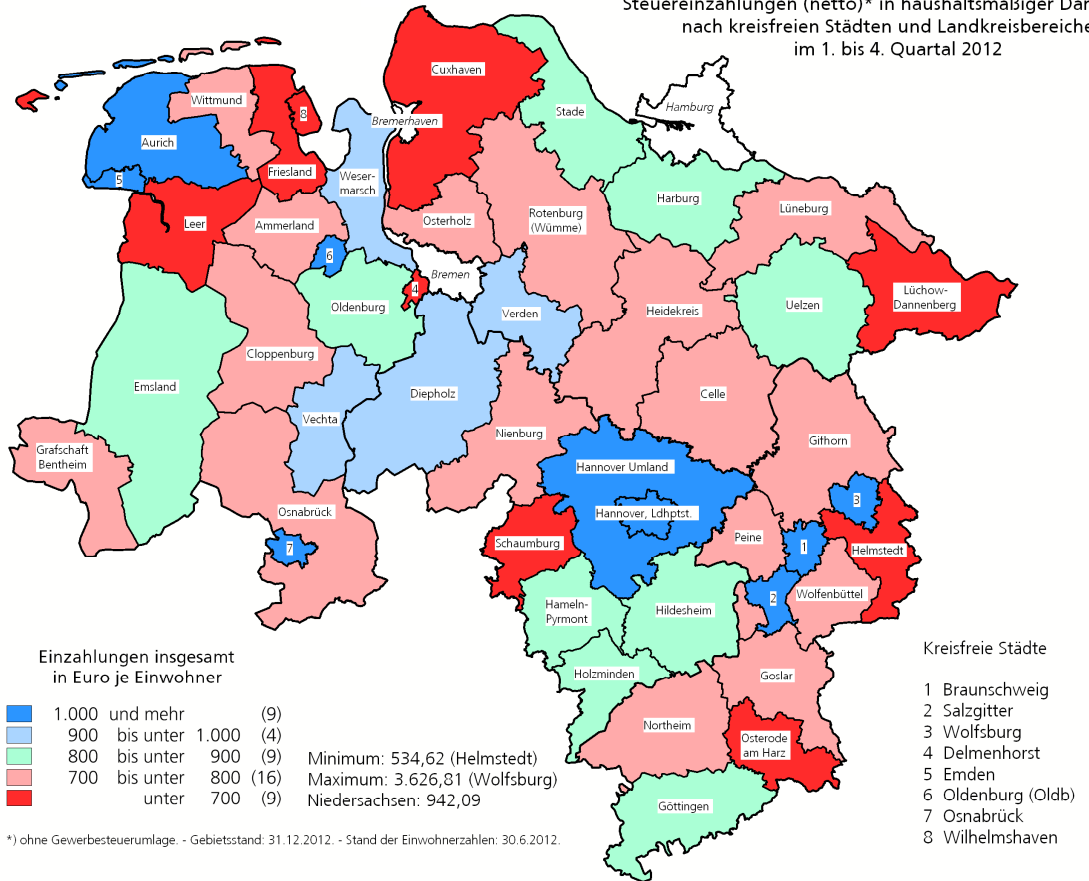 Steuereinzahlungen (netto)* in haushaltsmäßiger Dar
nach kreisfreien Städten und Landkreisbereiche
im 1. bis 4. Quartal 2012
Cuxhaven
Wittmund
Stade
Hamburg
8
Bremerhaven
Aurich
5
Friesland
Weser-
marsch
Harburg
Lüneburg
Leer
Ammerland
Osterholz
Rotenburg
(Wümme)
6
Bremen
4
Oldenburg
Verden
Heidekreis
Uelzen
Lüchow-
Dannenberg
Cloppenburg
Emsland
Diepholz
Celle
Vechta
Nienburg
Gifhorn
Grafschaft
Bentheim
Hannover Umland
3
Osnabrück
Hannover, Ldhptst.
7
Schaumburg
Peine
1
Helmstedt
2
Wolfenbüttel
Hameln-
Pyrmont
Hildesheim
Holzminden
Goslar
Northeim
Osterode
am Harz
Göttingen
Einzahlungen insgesamt
in Euro je Einwohner
1.000 und mehr (9)
900 bis unter 1.000 (4)
800 bis unter 900 (9)
700 bis unter 800 (16)
unter 700 (9)
Minimum: 534,62 (Helmstedt)
Maximum: 3.626,81 (Wolfsburg)
Niedersachsen: 942,09
*) ohne Gewerbesteuerumlage. - Gebietsstand: 31.12.2012. - Stand der Einwohnerzahlen: 30.6.2012.
Kreisfreie Städte
1 Braunschweig
2 Salzgitter
3 Wolfsburg
4 Delmenhorst
5 Emden
6 Oldenburg (Oldb)
7 Osnabrück
8 Wilhelmshaven